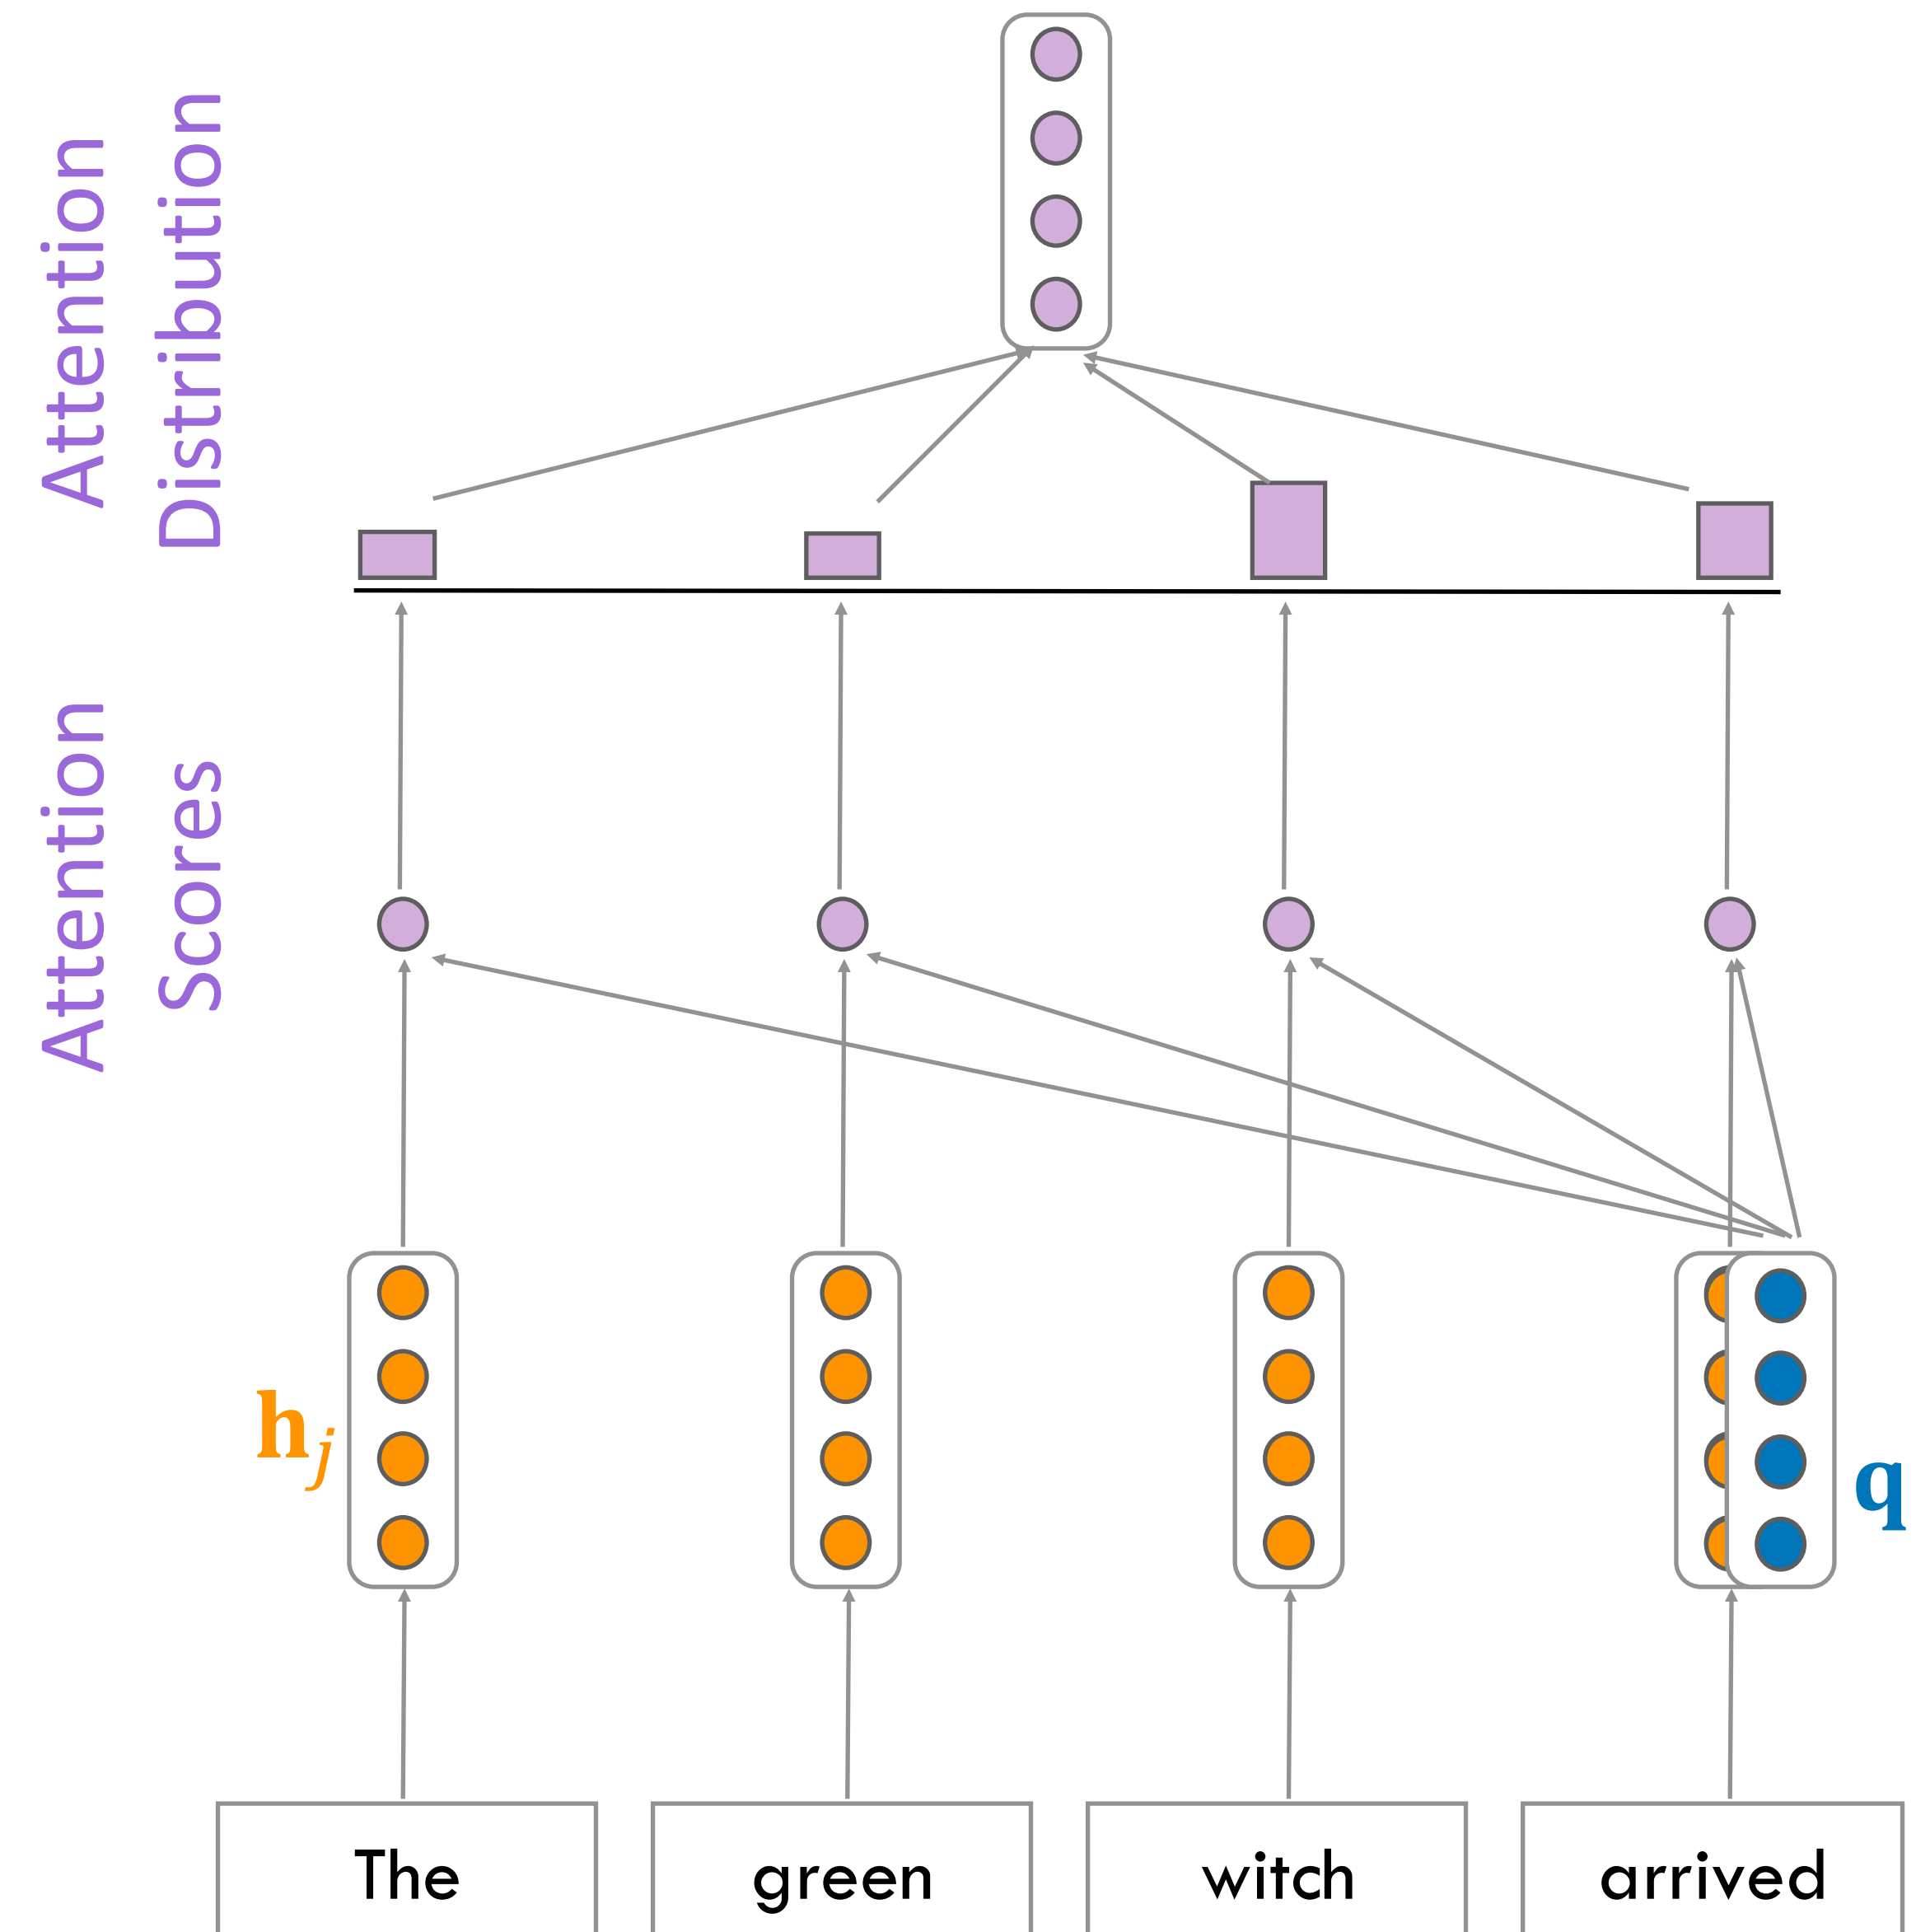 Attention
Distribution
Attention
Scores
h_j
q
The green witch arrived